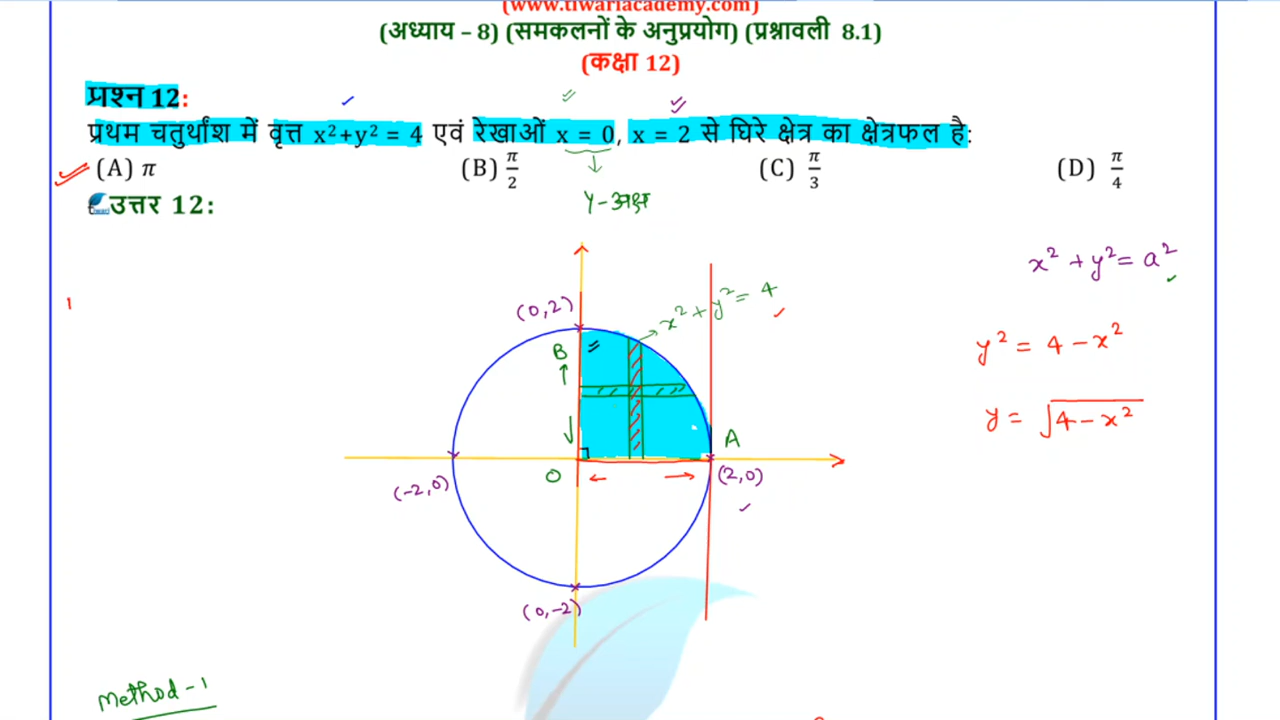 (www.tiwariacademy.com)
(अध्याय – 8) (समकलनों के अनुप्रयोग) (प्रश्नावली 8.1)
(कक्षा 12)
प्रश्न 12:
प्रथम चतुर्थांश में वृत्त x²+y² = 4 एवं रेखाओं x = 0, x = 2 से घिरे क्षेत्र का क्षेत्रफल है:
(A) π (B) π/2 (C) π/3 (D) π/4
Y-अक्ष
उत्तर 12:
x² + y² = a²
(0,2)
x² + y² = 4
B
y² = 4 – x²
y = √4 – x²
A
O
(2,0)
(-2,0)
(0,-2)
Method-1